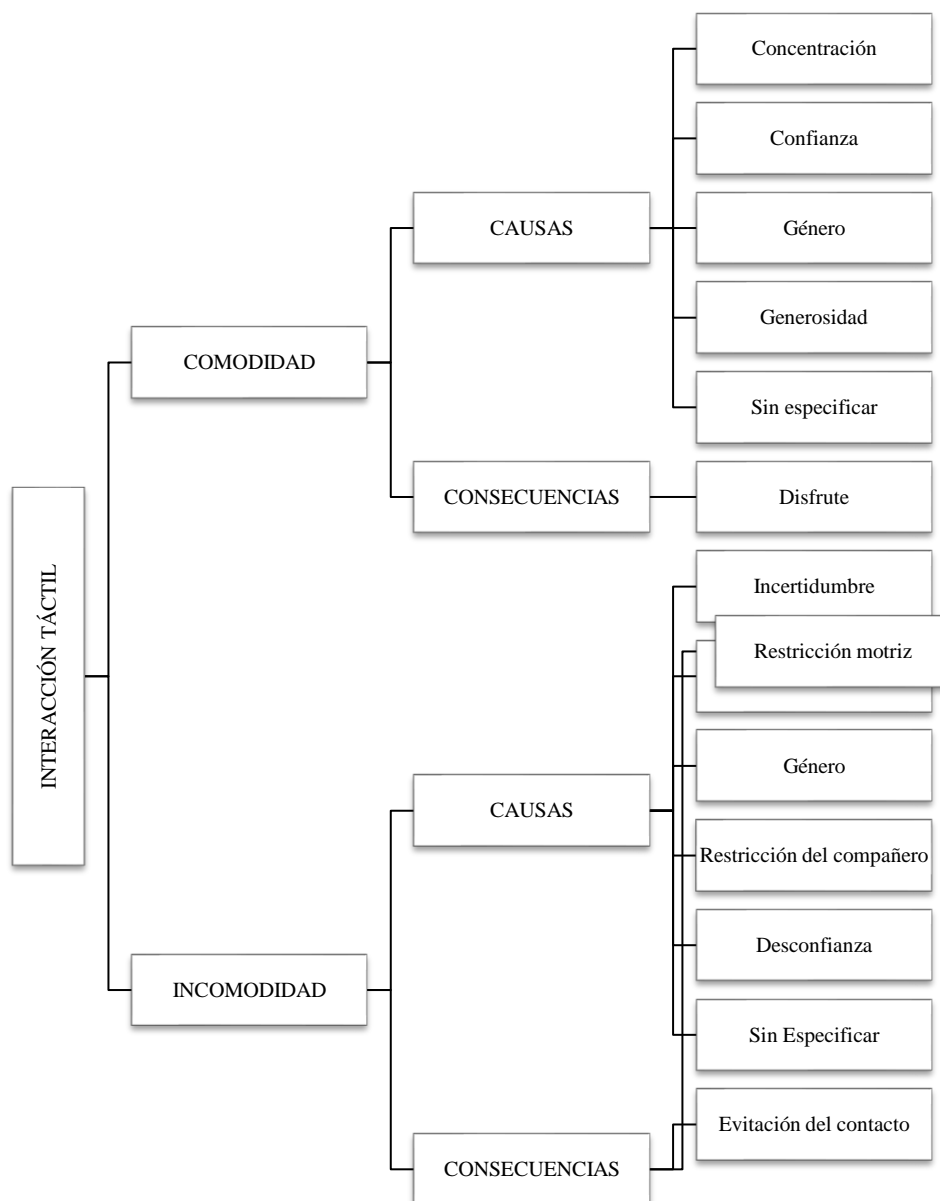 INTERACCIÓN TÁCTIL
COMODIDAD
CAUSAS
Concentración
Confianza
Género
Generosidad
Sin especificar
CONSECUENCIAS
Disfrute
INCOMODIDAD
CAUSAS
Incertidumbre
Restricción motriz
Género
Restricción del compañero
Desconfianza
Sin Especificar
CONSECUENCIAS
Evitación del contacto